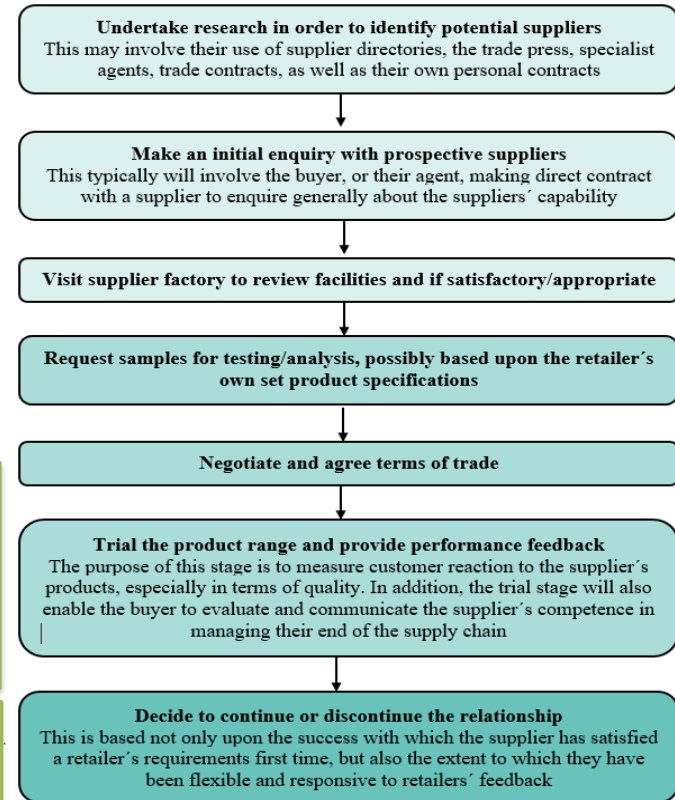 Undertake research in order to identify potential suppliers
This may involve their use of supplier directories, the trade press, specialist
agents, trade contracts, as well as their own personal contracts
Make an initial enquiry with prospective suppliers
This typically will involve the buyer, or their agent, making direct contract
with a supplier to enquire generally about the suppliers´ capability
Visit supplier factory to review facilities and if satisfactory/appropriate
Request samples for testing/analysis, possibly based upon the retailer´s
own set product specifications
Negotiate and agree terms of trade
Trial the product range and provide performance feedback
The purpose of this stage is to measure customer reaction to the supplier´s
products, especially in terms of quality. In addition, the trial stage will also
enable the buyer to evaluate and communicate the supplier´s competence in
managing their end of the supply chain
Decide to continue or discontinue the relationship
This is based not only upon the success with which the supplier has satisfied
a retailer´s requirements first time, but also the extent to which they have
been flexible and responsive to retailers´ feedback